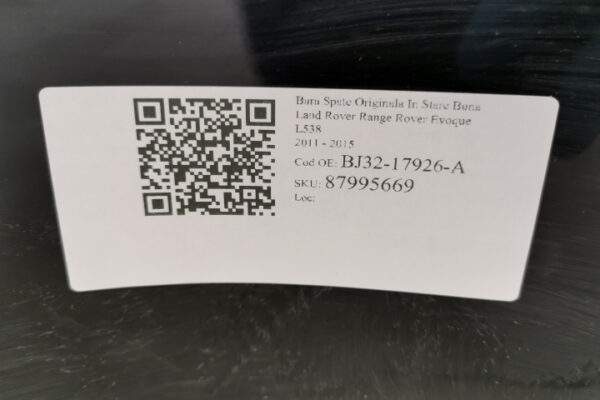 Bara Spate Originala In Stare Buna
Land Rover Range Rover Evoque
L538
2011 - 2015
Cod OE: BJ32-17926-A
SKU: 87995669
Loc: